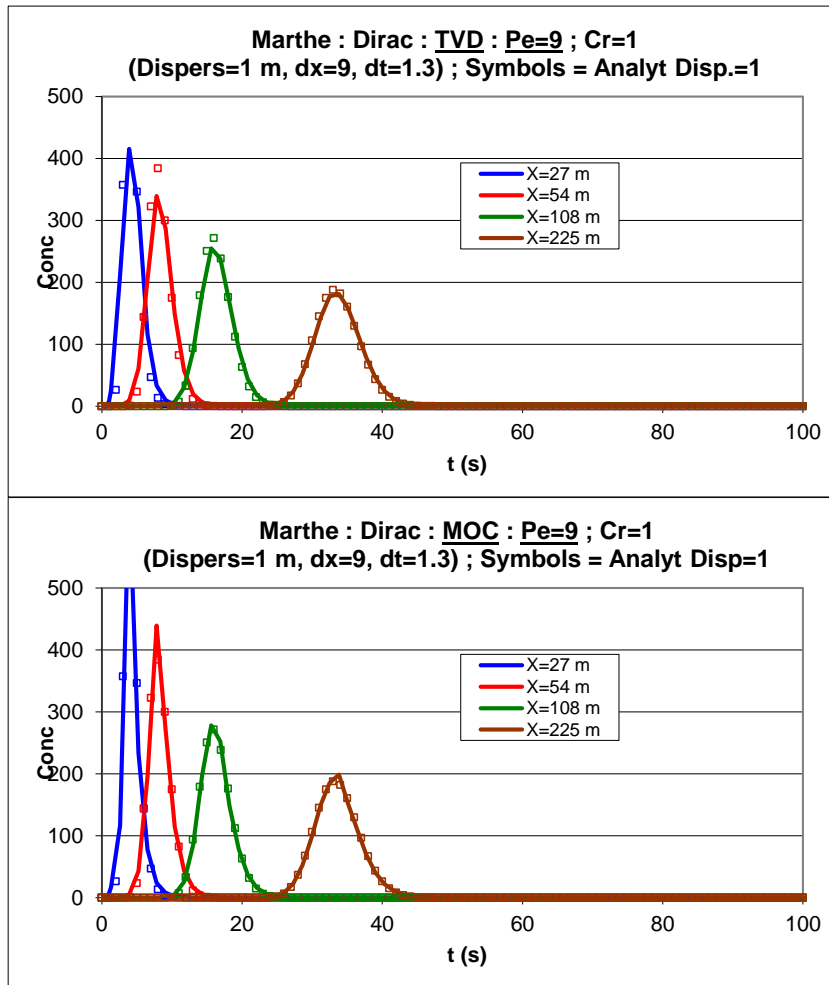 Marthe : Dirac : TVD : Pe=9 ; Cr=1
(Dispers=1 m, dx=9, dt=1.3) ; Symbols = Analyt Disp.=1
500
400
300
200
100
0
Conc
X=27 m
X=54 m
X=108 m
X=225 m
0 20 40 60 80 100
t (s)
Marthe : Dirac : MOC : Pe=9 ; Cr=1
(Dispers=1 m, dx=9, dt=1.3) ; Symbols = Analyt Disp=1
500
400
300
200
100
0
Conc
X=27 m
X=54 m
X=108 m
X=225 m
0 20 40 60 80 100
t (s)